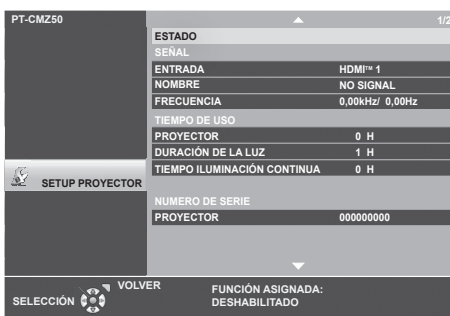 PT-CMZ50 1/2
ESTADO
SEÑAL
ENTRADA HDMI™ 1
NOMBRE NO SIGNAL
FRECUENCIA 0,00kHz/ 0,00Hz
TIEMPO DE USO
PROYECTOR 0 H
DURACIÓN DE LA LUZ 1 H
TIEMPO ILUMINACIÓN CONTINUA 0 H
SETUP PROYECTOR
NUMERO DE SERIE
PROYECTOR 000000000
VOLVER
SELECCIÓN
FUNCIÓN ASIGNADA:
DESHABILITADO